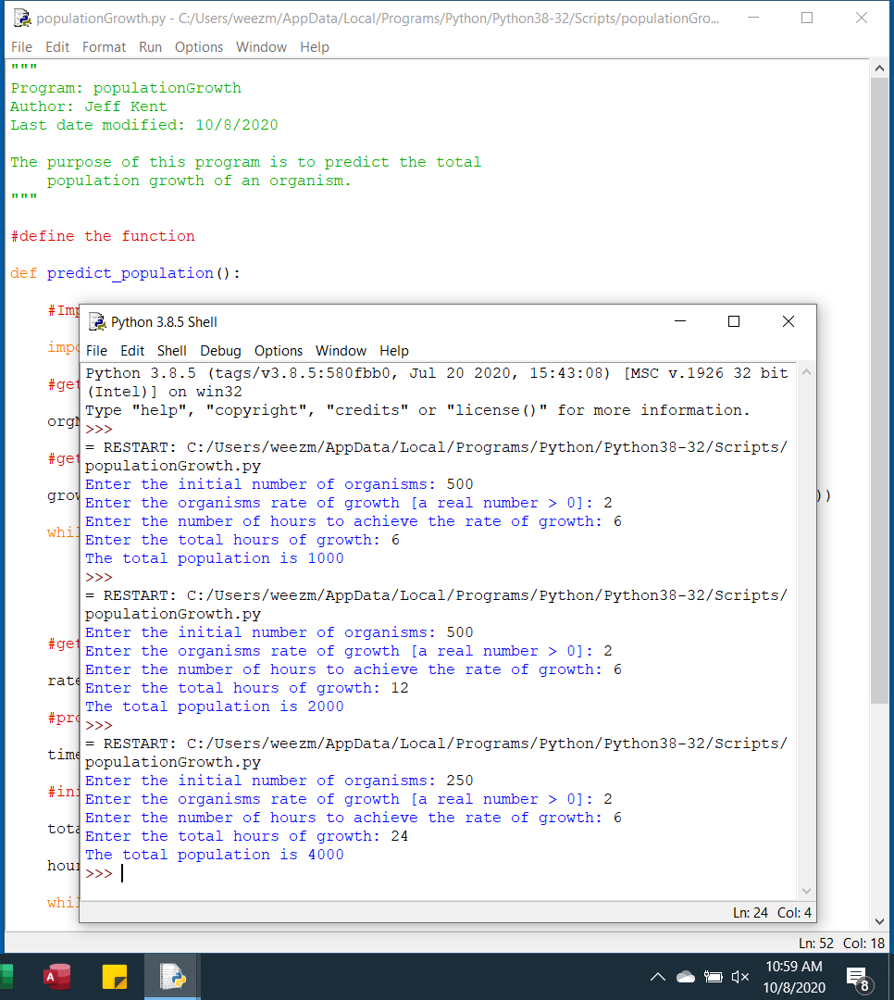 populationGrowth.py - C:/Users/weezm/AppData/Local/Programs/Python/Python38-32/Scripts/populationGro...
File Edit Format Run Options Window Help
"""
Program: populationGrowth
Author: Jeff Kent
Last date modified: 10/8/2020
The purpose of this program is to predict the total
population growth of an organism.
"""
#define the function
def predict_population():
#Imp
impo
#get
orgN
#get
grow
))
whil
#get
rate
#pro
time
#ini
tota
hour
whil
Python 3.8.5 Shell
File Edit Shell Debug Options Window Help
Python 3.8.5 (tags/v3.8.5:580fbb0, Jul 20 2020, 15:43:08) [MSC v.1926 32 bit
(Intel)] on win32
Type "help", "copyright", "credits" or "license()" for more information.
>>>
= RESTART: C:/Users/weezm/AppData/Local/Programs/Python/Python38-32/Scripts/
populationGrowth.py
Enter the initial number of organisms: 500
Enter the organisms rate of growth [a real number > 0]: 2
Enter the number of hours to achieve the rate of growth: 6
Enter the total hours of growth: 6
The total population is 1000
>>>
= RESTART: C:/Users/weezm/AppData/Local/Programs/Python/Python38-32/Scripts/
populationGrowth.py
Enter the initial number of organisms: 500
Enter the organisms rate of growth [a real number > 0]: 2
Enter the number of hours to achieve the rate of growth: 6
Enter the total hours of growth: 12
The total population is 2000
>>>
= RESTART: C:/Users/weezm/AppData/Local/Programs/Python/Python38-32/Scripts/
populationGrowth.py
Enter the initial number of organisms: 250
Enter the organisms rate of growth [a real number > 0]: 2
Enter the number of hours to achieve the rate of growth: 6
Enter the total hours of growth: 24
The total population is 4000
>>>
Ln: 24 Col: 4
Ln: 52 Col: 18
A
10:59 AM
10/8/2020
8